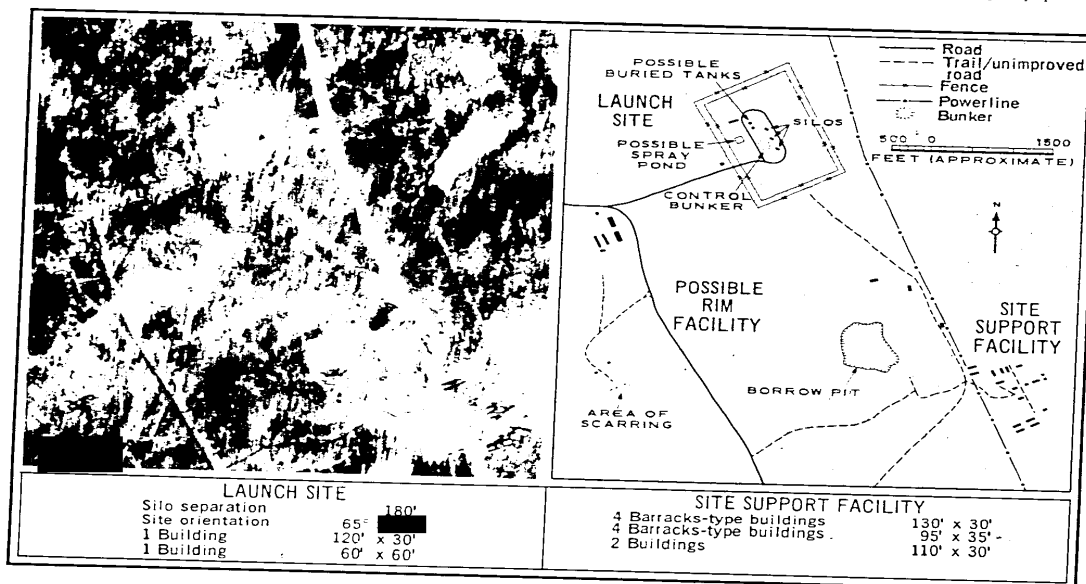 POSSIBLE
BURIED TANKS
LAUNCH
SITE
SILOS
POSSIBLE
SPRAY
POND
CONTROL
BUNKER
Road
Trail/unimproved
road
Fence
Powerline
Bunker
500 0 1500
FEET (APPROXIMATE)
N
POSSIBLE
RIM
FACILITY
SITE
SUPPORT
FACILITY
BORROW PIT
AREA OF
SCARRING
LAUNCH SITE
Silo separation 180'
Site orientation 65°
1 Building 120' x 30'
1 Building 60' x 60'
SITE SUPPORT FACILITY
4 Barracks-type buildings 130' x 30'
4 Barracks-type buildings 95' x 35'
2 Buildings 110' x 30'